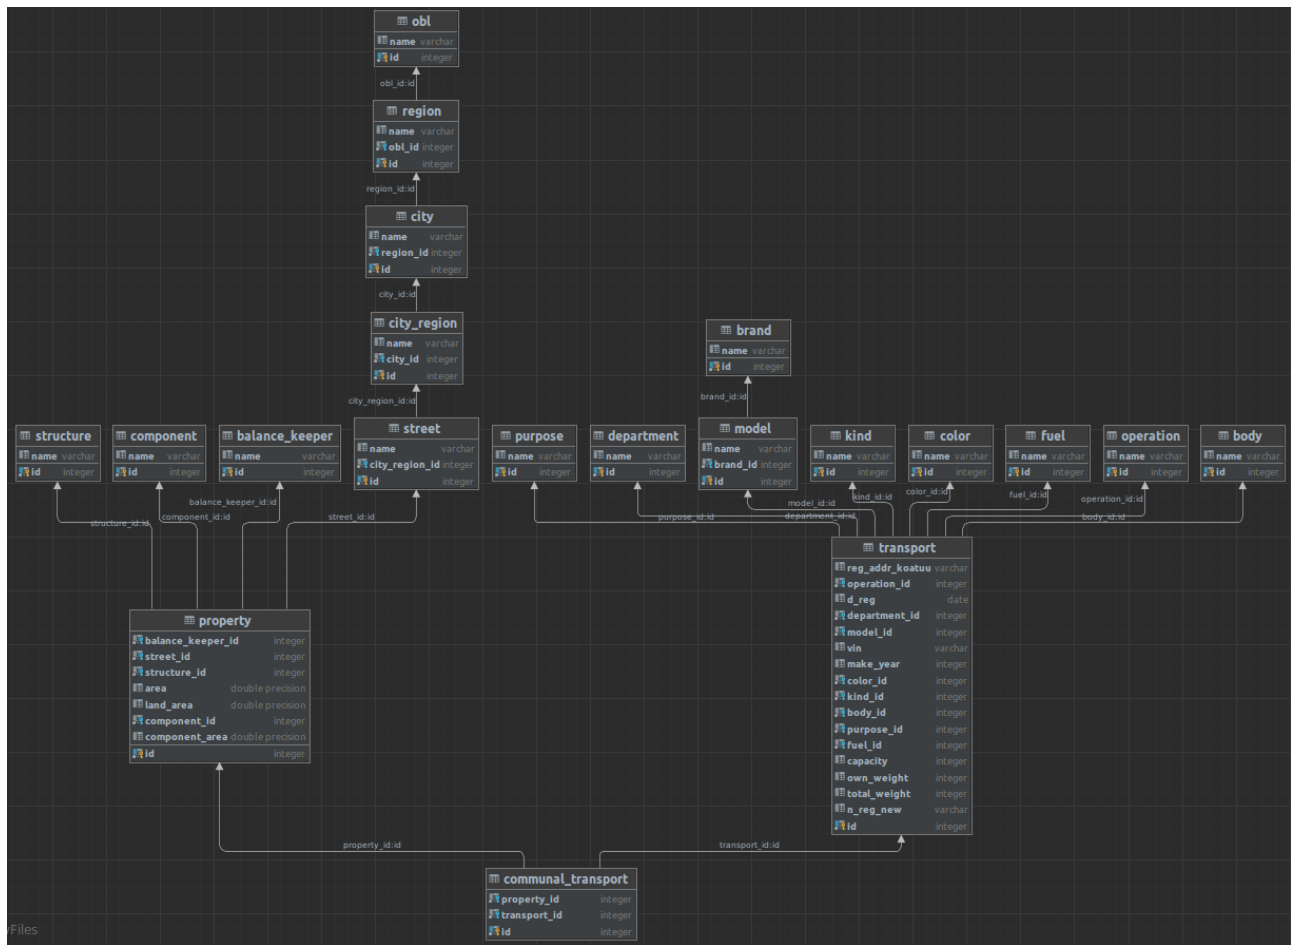 obl
name varchar
id integer
obl_id:id
region
name varchar
obl_id integer
id integer
region_id:id
city
name varchar
region_id integer
id integer
city_id:id
city_region
name varchar
city_id integer
id integer
city_region_id:id
brand
name varchar
id integer
brand_id:id
structure
name varchar
id integer
component
name varchar
id integer
balance_keeper
name varchar
id integer
street
name varchar
city_region_id integer
id integer
purpose
name varchar
id integer
department
name varchar
id integer
model
name varchar
brand_id integer
id integer
kind
name varchar
id integer
color
name varchar
id integer
fuel
name varchar
id integer
operation
name varchar
id integer
body
name varchar
id integer
structure_id:id
component_id:id
balance_keeper_id:id
street_id:id
purpose_id:id
department_id:id
model_id:id
kind_id:id
color_id:id
fuel_id:id
operation_id:id
body_id:id
property
balance_keeper_id integer
street_id integer
structure_id integer
area double precision
land_area double precision
component_id integer
component_area double precision
id integer
transport
reg_addr_koatuu varchar
operation_id integer
d_reg date
department_id integer
model_id integer
vin varchar
make_year integer
color_id integer
kind_id integer
body_id integer
purpose_id integer
fuel_id integer
capacity integer
own_weight integer
total_weight integer
n_reg_new varchar
id integer
property_id:id
transport_id:id
communal_transport
property_id integer
transport_id integer
id integer
yFiles